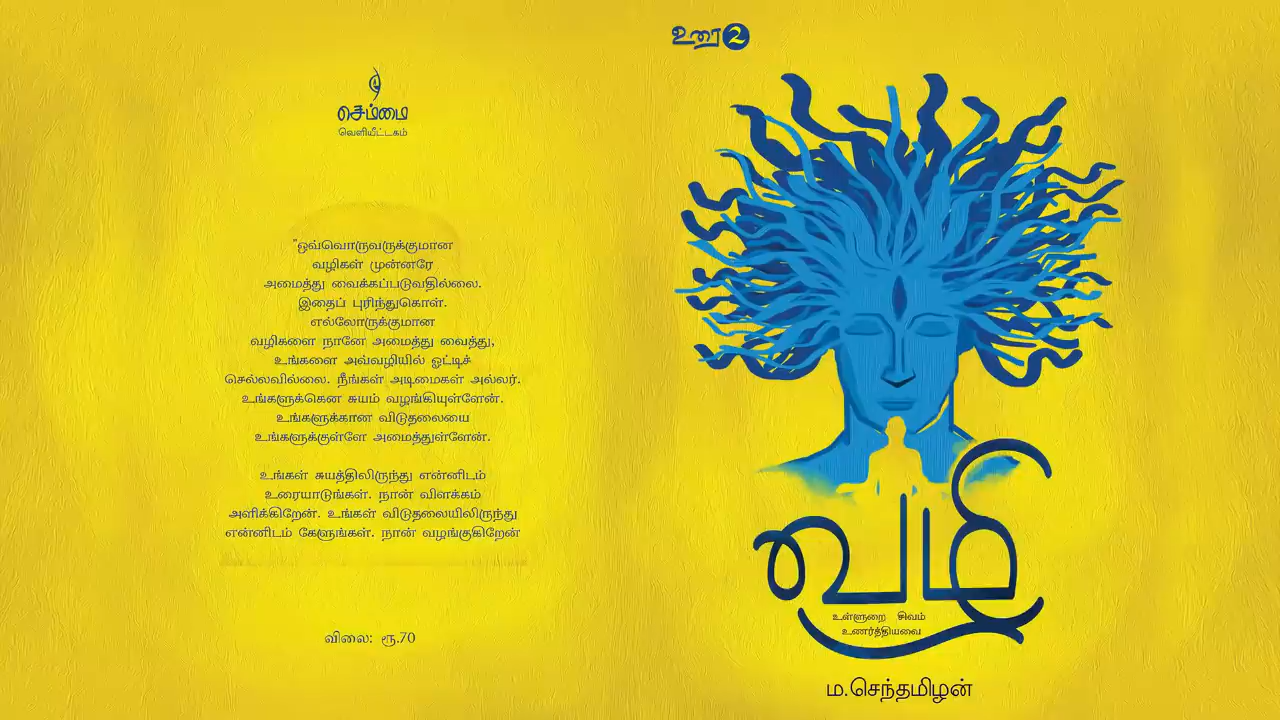 செம்மை
வெளியீட்டகம்
"ஒவ்வொருவருக்குமான
வழிகள் முன்னரே
அமைத்து வைக்கப்படுவதில்லை.
இதைப் புரிந்துகொள்.
எல்லோருக்குமான
வழிகளை நானே அமைத்து வைத்து,
உங்களை அவ்வழியில் ஓட்டிச்
செல்லவில்லை. நீங்கள் அடிமைகள் அல்லர்.
உங்களுக்கென சுயம் வழங்கியுள்ளேன்.
உங்களுக்கான விடுதலையை
உங்களுக்குள்ளே அமைத்துள்ளேன்.
உங்கள் சுயத்திலிருந்து என்னிடம்
உரையாடுங்கள். நான் விளக்கம்
அளிக்கிறேன். உங்கள் விடுதலையிலிருந்து
என்னிடம் கேளுங்கள். நான் வழங்குகிறேன்
விலை: ரூ.70
உரை 2
வழி
உள்ளுறை சிவம்
உணர்த்தியவை
ம.செந்தமிழன்